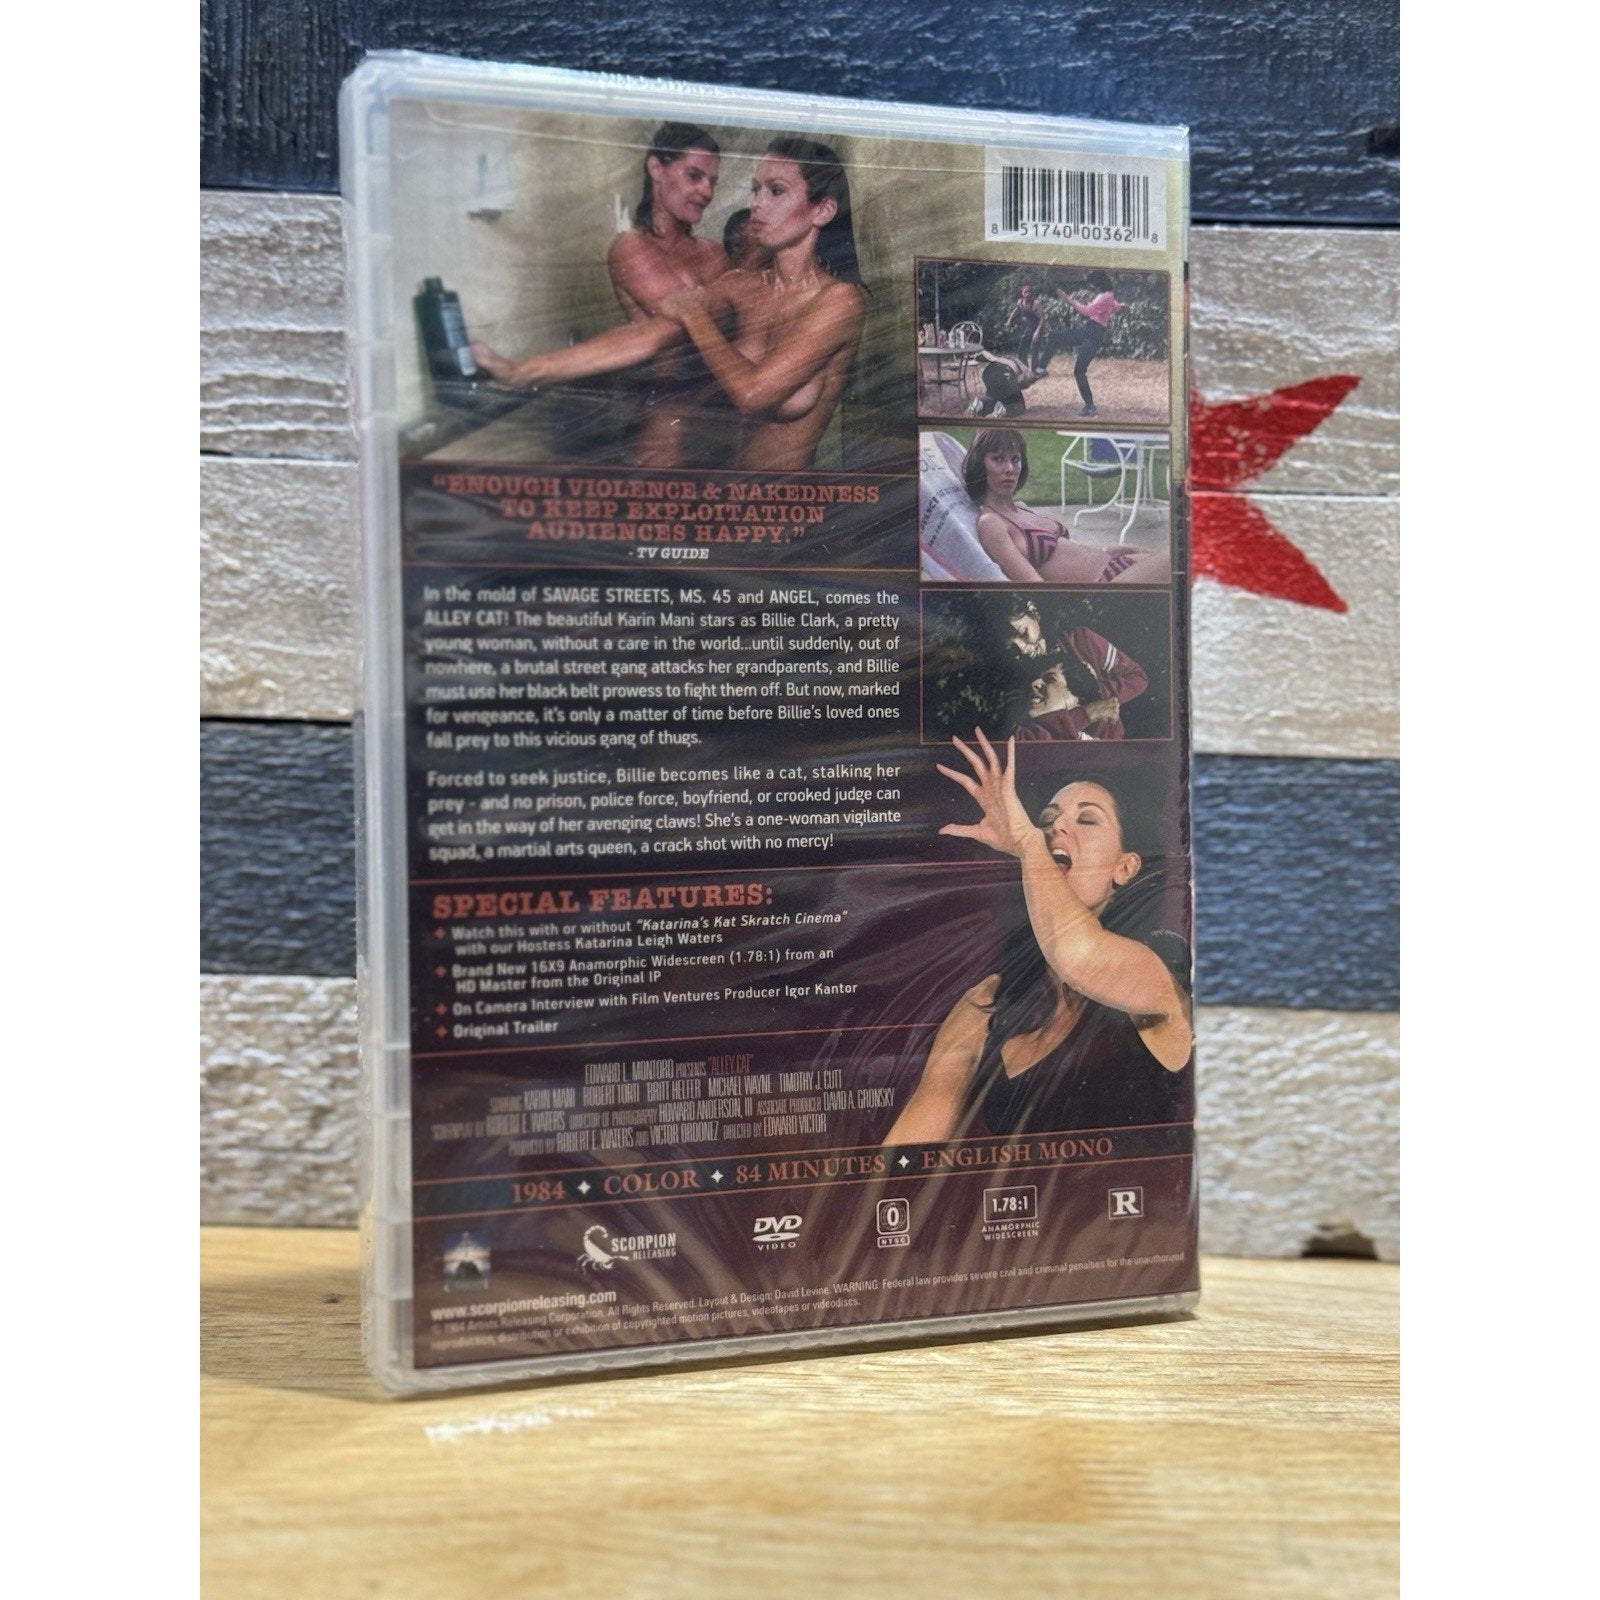 8 51740 00362 8
"ENOUGH VIOLENCE & NAKEDNESS
TO KEEP EXPLOITATION
AUDIENCES HAPPY."
- TV GUIDE
In the mold of SAVAGE STREETS, MS. 45 and ANGEL, comes the
ALLEY CAT! The beautiful Karin Mani stars as Billie Clark, a pretty
young woman, without a care in the world...until suddenly, out of
nowhere, a brutal street gang attacks her grandparents, and Billie
must use her black belt prowess to fight them off. But now, marked
for vengeance, it's only a matter of time before Billie's loved ones
fall prey to this vicious gang of thugs.
Forced to seek justice, Billie becomes like a cat, stalking her
prey - and no prison, police force, boyfriend, or crooked judge can
get in the way of her avenging claws! She's a one-woman vigilante
squad, a martial arts queen, a crack shot with no mercy!
SPECIAL FEATURES:
Watch this with or without "Katarina's Kat Skratch Cinema"
with our Hostess Katarina Leigh Waters
Brand New 16X9 Anamorphic Widescreen (1.78:1) from an
HD Master from the Original IP
On Camera Interview with Film Ventures Producer Igor Kantor
Original Trailer
EDWARD L. MONTORO PRESENTS "ALLEY CAT"
STARRING KARIN MANI ROBERT TORTI BRITT HELFER MICHAEL WAYNE TIMOTHY J. CUTT
SCREENPLAY BY ROBERT E. WATERS DIRECTOR OF PHOTOGRAPHY HOWARD ANDERSON, III ASSOCIATE PRODUCER DAVID A. GRONSKY
PRODUCED BY ROBERT E. WATERS AND VICTOR ORDONEZ DIRECTED BY EDWARD VICTOR
1984 ✦ COLOR ✦ 84 MINUTES ✦ ENGLISH MONO
SCORPION
RELEASING
DVD
VIDEO
0
NTSC
1.78:1
ANAMORPHIC
WIDESCREEN
R
www.scorpionreleasing.com
© 1984 Artists Releasing Corporation. All Rights Reserved. Layout & Design: David Levine. WARNING: Federal law provides severe civil and criminal penalties for the unauthorized
reproduction, distribution or exhibition of copyrighted motion pictures, videotapes or videodiscs.